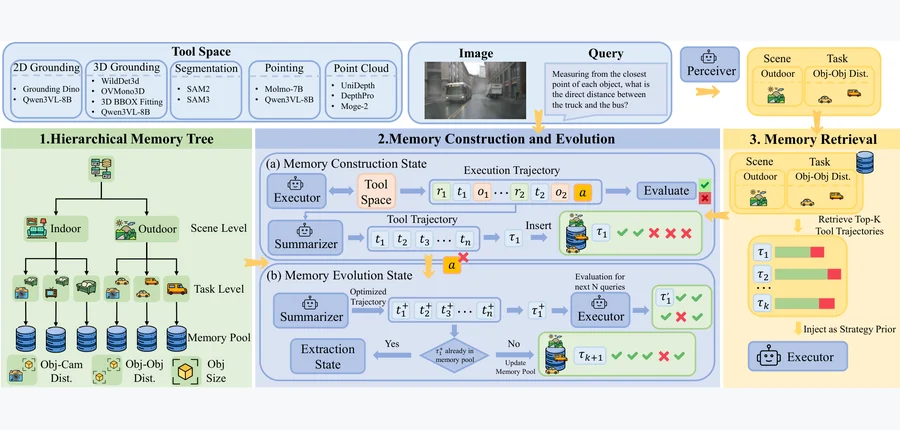 Tool Space
2D Grounding
• Grounding Dino
• Qwen3VL-8B
3D Grounding
• WildDet3d
• OVMono3D
• 3D BBOX Fitting
• Qwen3VL-8B
Segmentation
• SAM2
• SAM3
Pointing
• Molmo-7B
• Qwen3VL-8B
Point Cloud
• UniDepth
• DepthPro
• Moge-2
Image
Query
Measuring from the closest
point of each object, what is
the direct distance between
the truck and the bus?
Perceiver
Scene
Outdoor
Task
Obj-Obj Dist.
1.Hierarchical Memory Tree
Indoor
Outdoor
Scene Level
Task Level
Memory Pool
Obj-Cam
Dist.
Obj-Obj
Dist.
Obj
Size
2.Memory Construction and Evolution
(a) Memory Construction State
Executor
Tool
Space
Execution Trajectory
r₁ t₁ o₁ ⋯ r₂ t₂ o₂ a
Evaluate
Summarizer
Tool Trajectory
t₁ t₂ t₃ ⋯ tₙ
τ₁
Insert
τ₁
a
(b) Memory Evolution State
Summarizer
Optimized
Trajectory
t₁⁺ t₂⁺ t₃⁺ ⋯ tₙ⁺
τ₁⁺
Evaluation for
next N queries
Executor
Extraction
State
Yes
already in
memory pool
No
Update
Memory Pool
τₖ₊₁
3. Memory Retrieval
Scene
Outdoor
Task
Obj-Obj Dist.
Retrieve Top-K
Tool Trajectories
τ₁
τ₂
⋯
τₖ
Inject as Strategy Prior
Executor